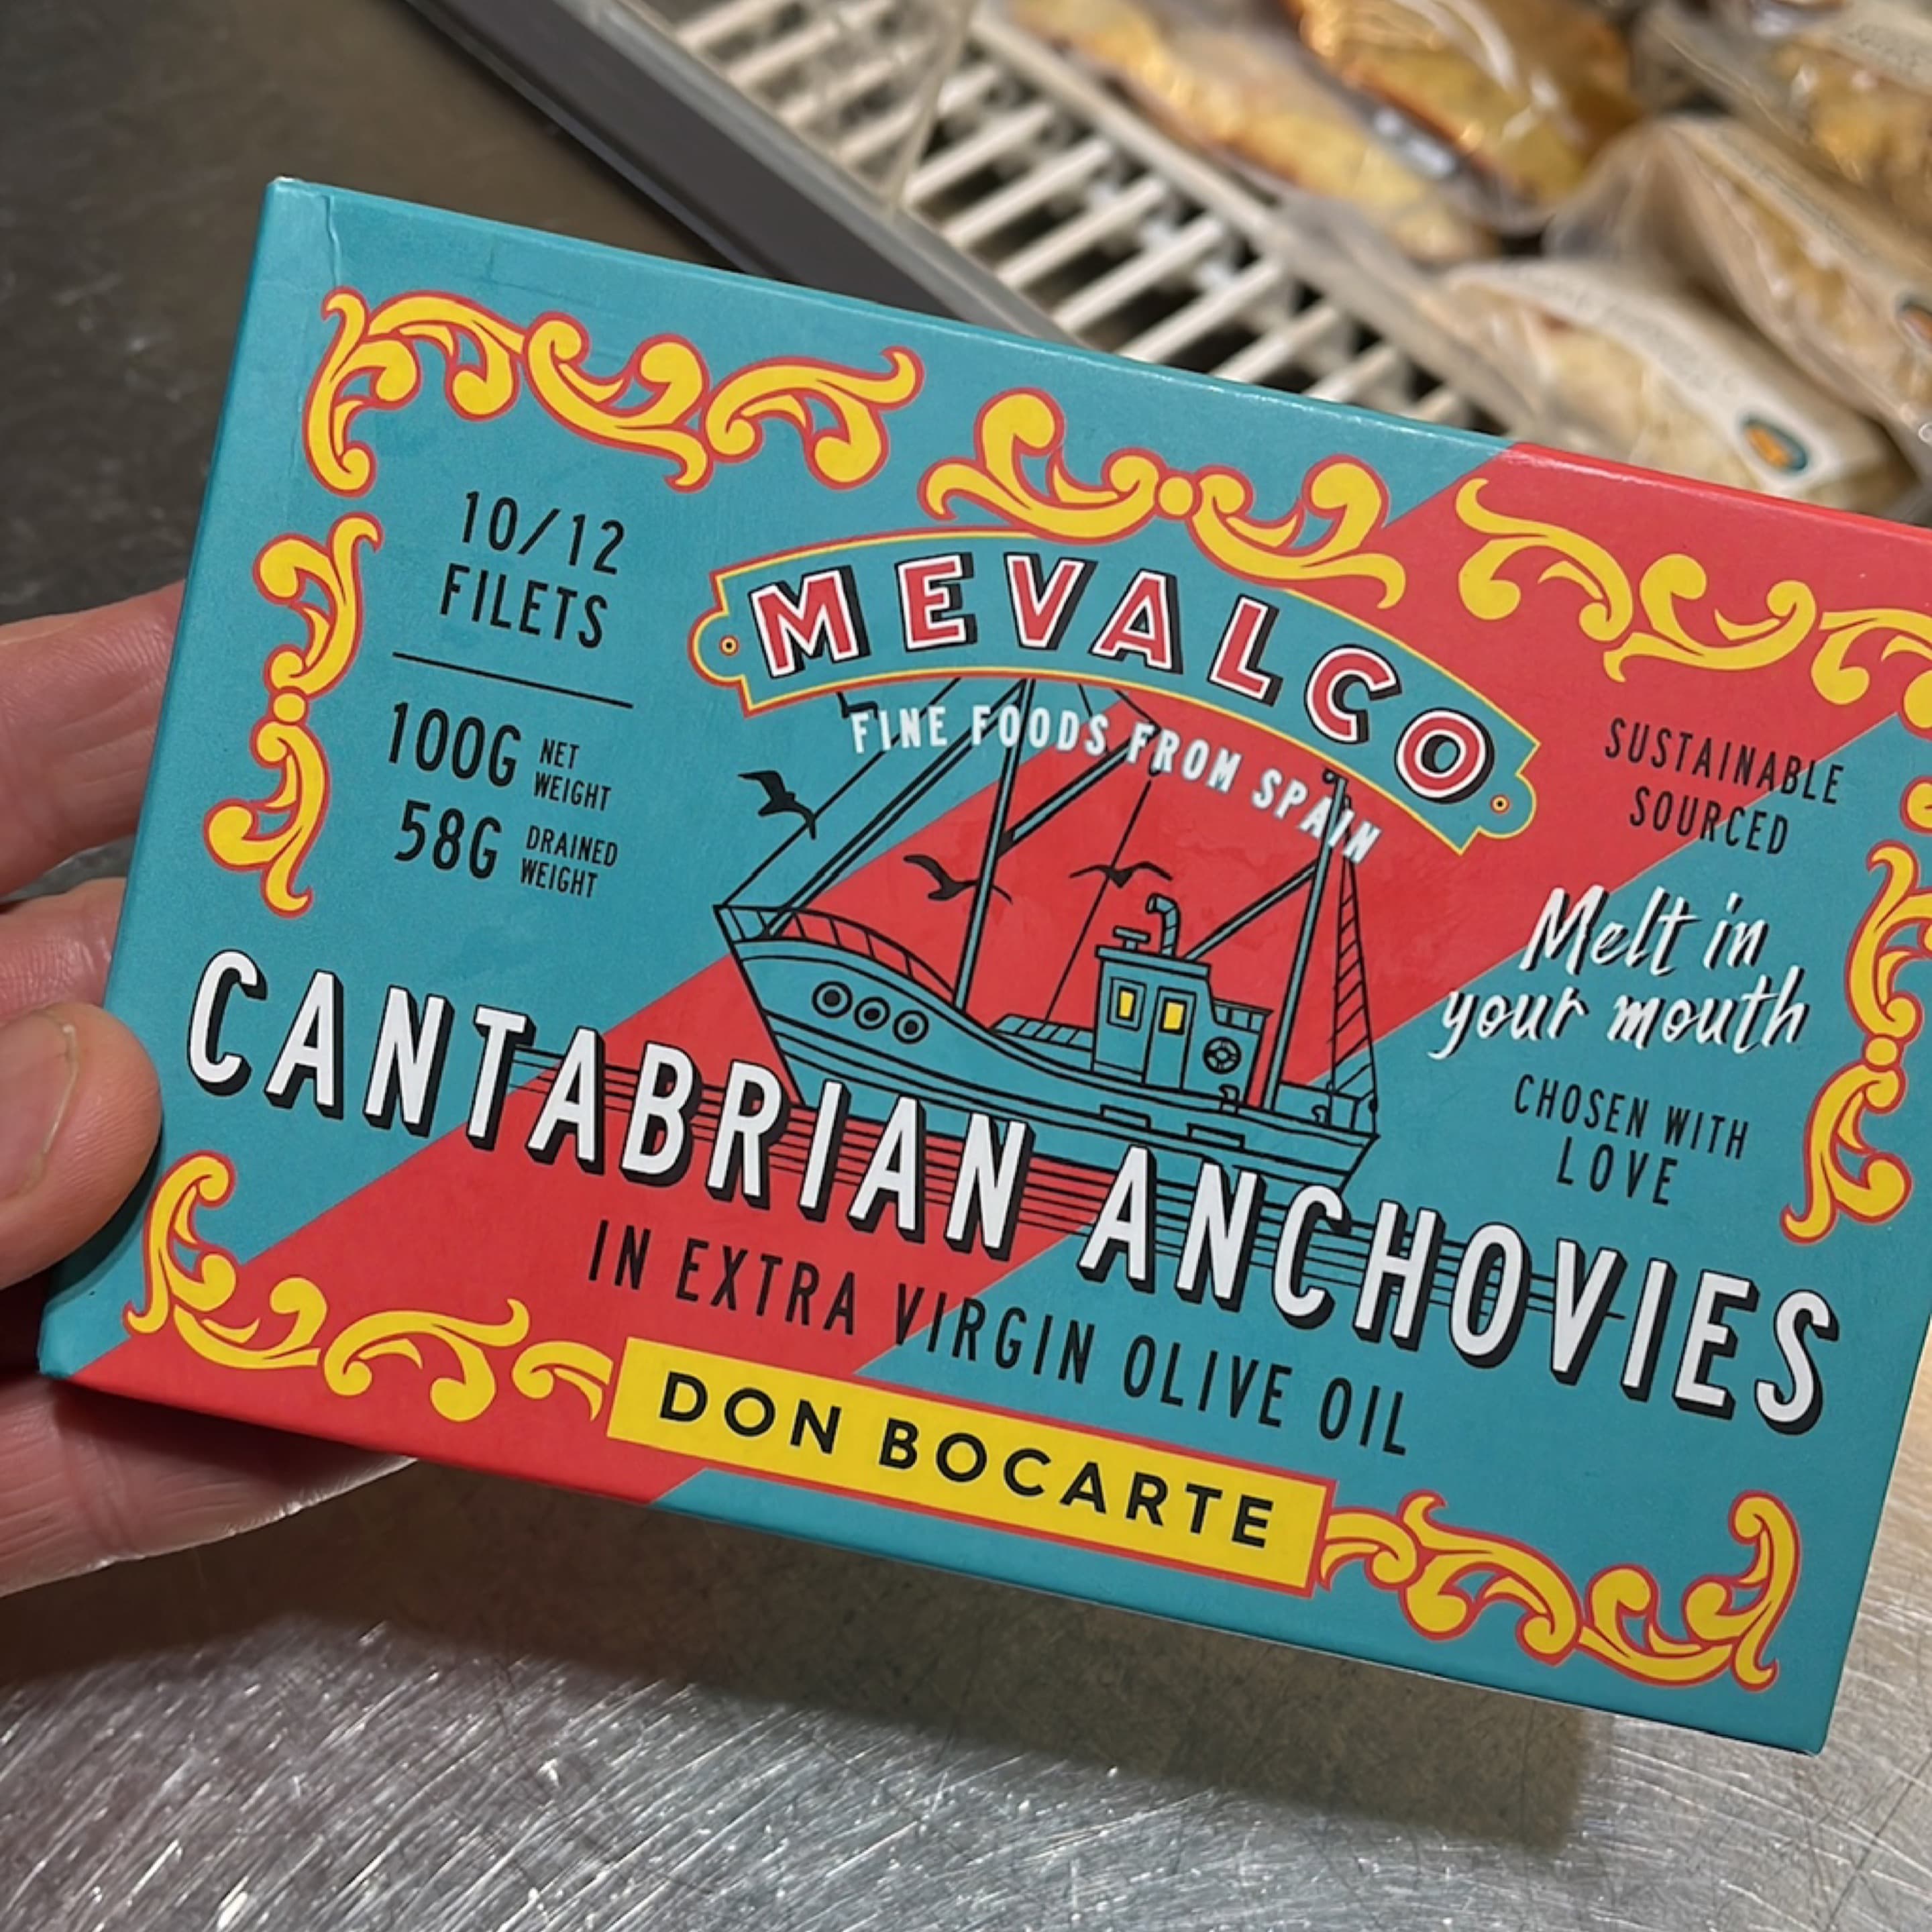 10/12
FILETS
100G NET
WEIGHT
58G DRAINED
WEIGHT
MEVALCO
FINE FOODS FROM SPAIN
SUSTAINABLE
SOURCED
Melt in
your mouth
CHOSEN WITH
LOVE
CANTABRIAN ANCHOVIES
IN EXTRA VIRGIN OLIVE OIL
DON BOCARTE